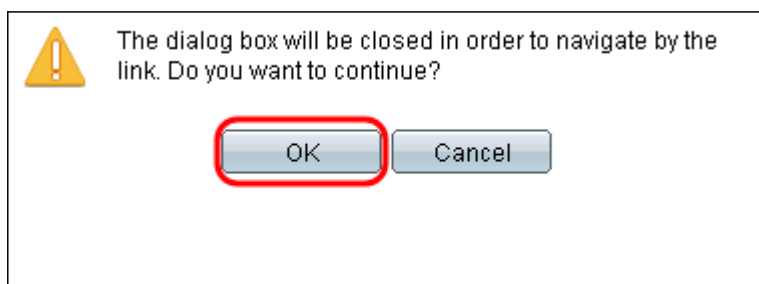 The dialog box will be closed in order to navigate by the
link. Do you want to continue?
OK Cancel